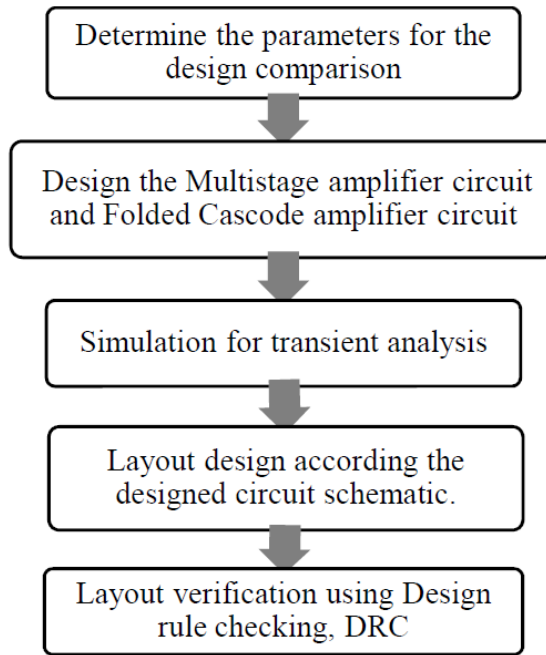 Determine the parameters for the
design comparison
Design the Multistage amplifier circuit
and Folded Cascode amplifier circuit
Simulation for transient analysis
Layout design according the
designed circuit schematic.
Layout verification using Design
rule checking, DRC